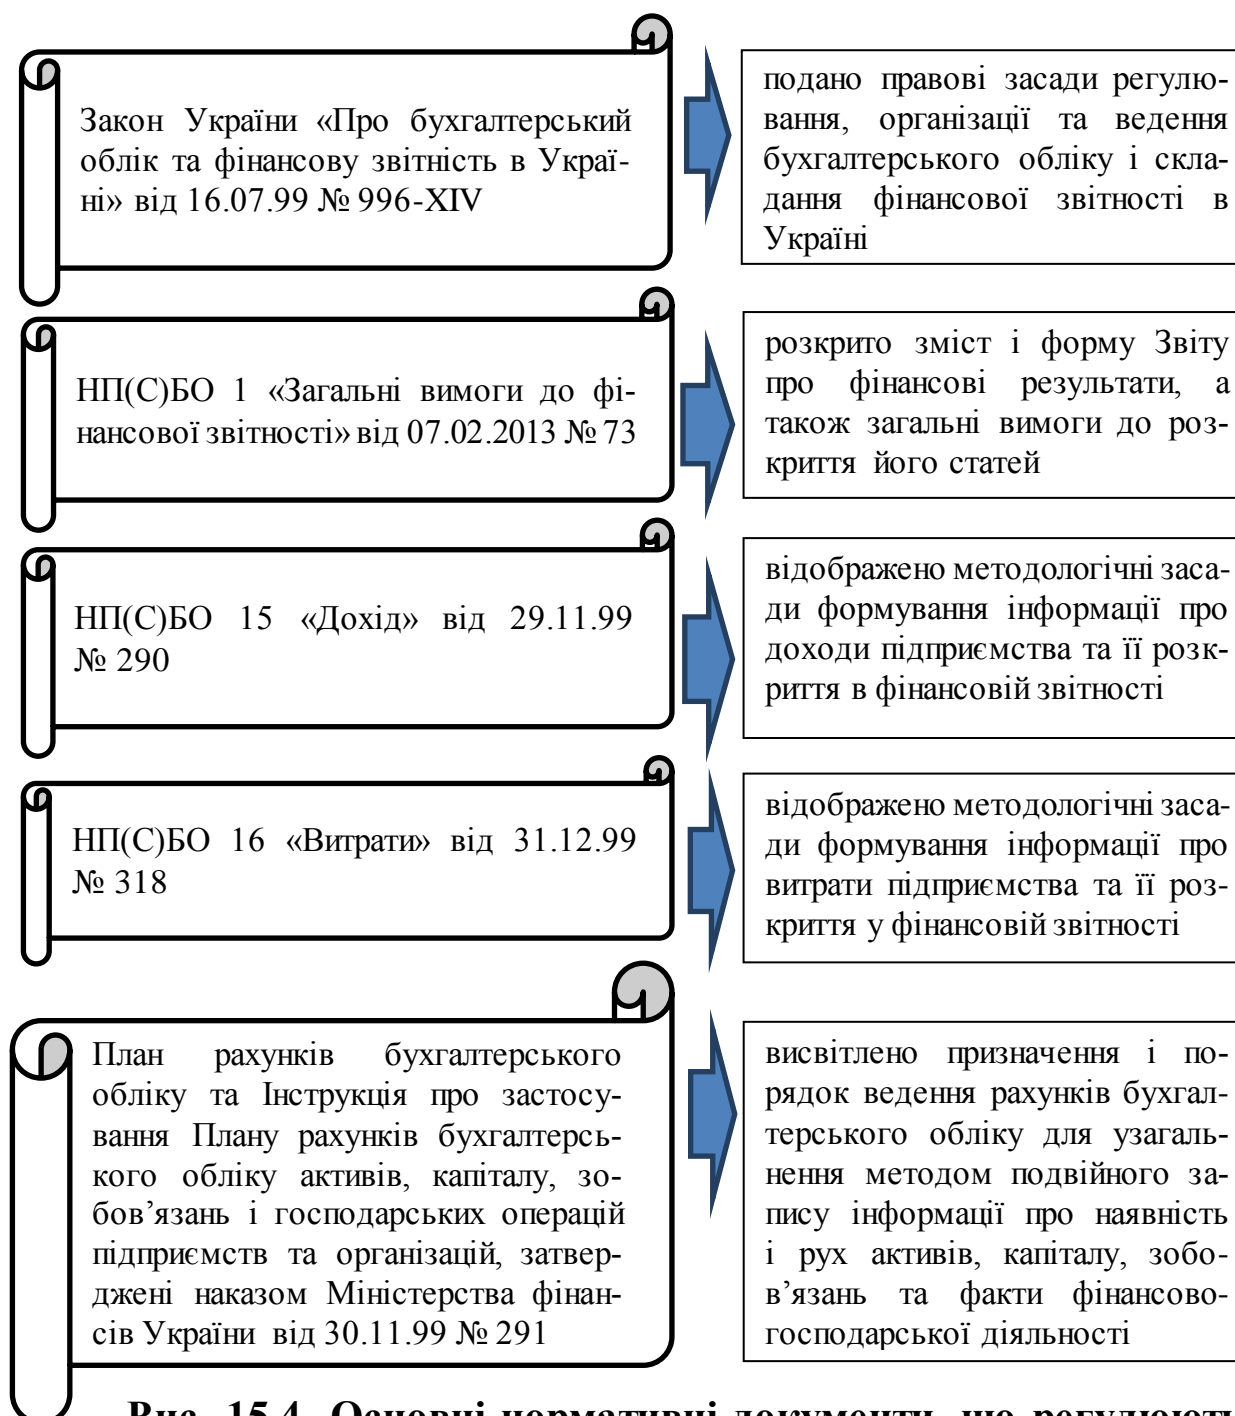 Закон України «Про бухгалтерський
облік та фінансову звітність в Украї-
ні» від 16.07.99 № 996-XIV
подано правові засади регулю-
вання, організації та ведення
бухгалтерського обліку і скла-
дання фінансової звітності в
Україні
НП(С)БО 1 «Загальні вимоги до фі-
нансової звітності» від 07.02.2013 № 73
розкрито зміст і форму Звіту
про фінансові результати, а
також загальні вимоги до роз-
криття його статей
НП(С)БО 15 «Дохід» від 29.11.99
№ 290
відображено методологічні заса-
ди формування інформації про
доходи підприємства та її розк-
риття в фінансовій звітності
НП(С)БО 16 «Витрати» від 31.12.99
№ 318
відображено методологічні заса-
ди формування інформації про
витрати підприємства та її роз-
криття у фінансовій звітності
План рахунків бухгалтерського
обліку та Інструкція про застосу-
вання Плану рахунків бухгалтерсь-
кого обліку активів, капіталу, зо-
бов’язань і господарських операцій
підприємств та організацій, затвер-
джені наказом Міністерства фінан-
сів України від 30.11.99 № 291
висвітлено призначення і по-
рядок ведення рахунків бухгал-
терського обліку для узагаль-
нення методом подвійного за-
пису інформації про наявність
і рух активів, капіталу, зобо-
в’язань та факти фінансово-
господарської діяльності
15.4. Основні нормативні документи, що регулюють